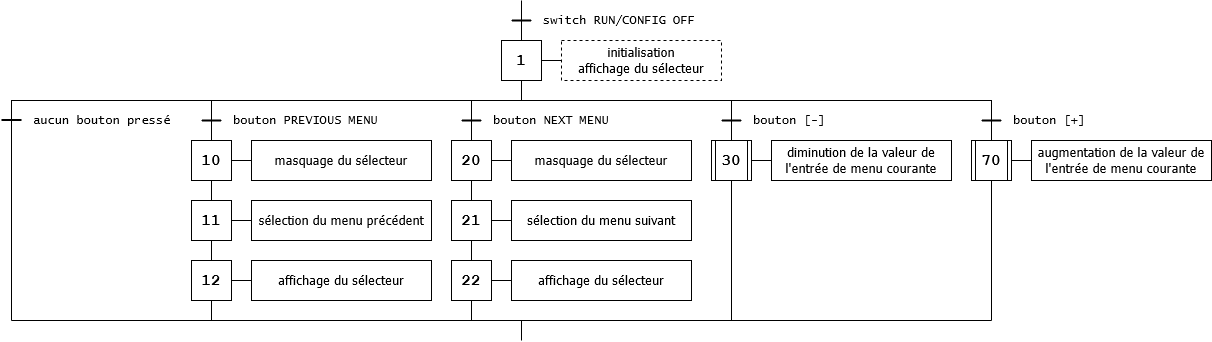 switch RUN/CONFIG OFF
1
initialisation
affichage du sélecteur
aucun bouton pressé
bouton PREVIOUS MENU
bouton NEXT MENU
bouton [-]
bouton [+]
10
masquage du sélecteur
20
masquage du sélecteur
30
diminution de la valeur de
l'entrée de menu courante
70
augmentation de la valeur de
l'entrée de menu courante
11
sélection du menu précédent
21
sélection du menu suivant
12
affichage du sélecteur
22
affichage du sélecteur